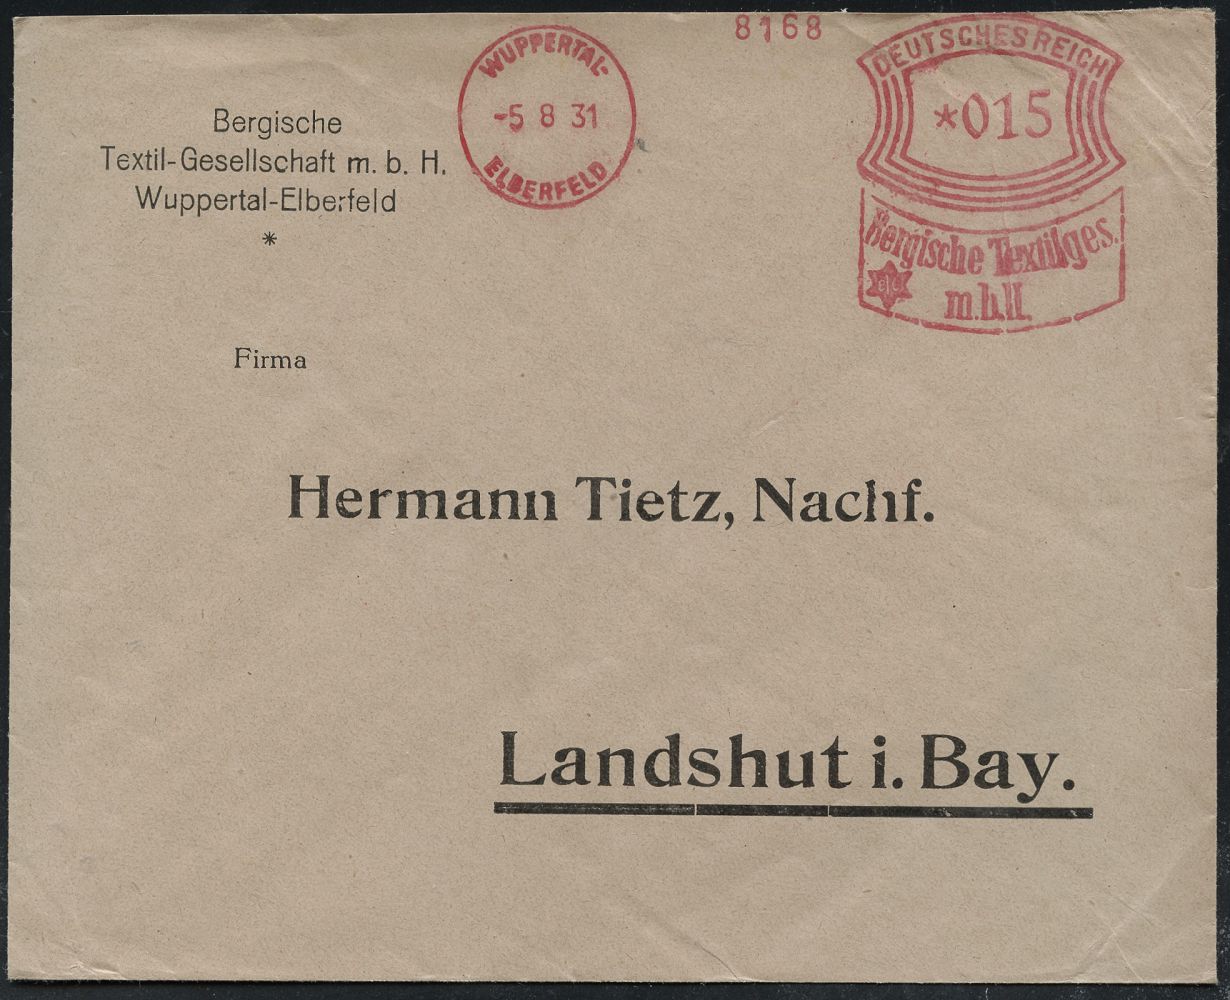 Bergische
Textil-Gesellschaft m. b. H.
Wuppertal-Elberfeld
*
WUPPERTAL-
-5 8 31
ELBERFELD
8168
DEUTSCHES REICH
*015
Bergische Textilges.
m.b.H.
Firma
Hermann Tietz, Nachf.
Landshut i. Bay.